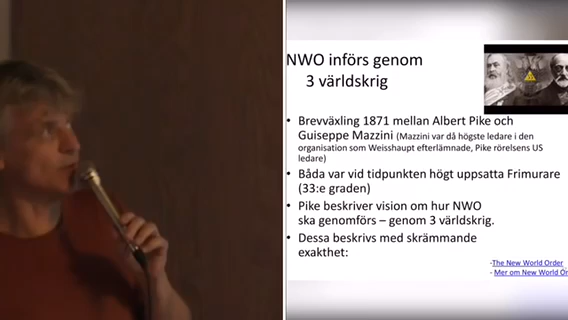 NWO införs genom
3 världskrig
• Brevväxling 1871 mellan Albert Pike och
Guiseppe Mazzini (Mazzini var då högste ledare i den
organisation som Weisshaupt efterlämnade, Pike rörelsens US
ledare)
• Båda var vid tidpunkten högt uppsatta Frimurare
(33:e graden)
• Pike beskriver vision om hur NWO
ska genomförs – genom 3 världskrig.
• Dessa beskrivs med skrämmande
exakthet:
-The New World Order
- Mer om New World Or